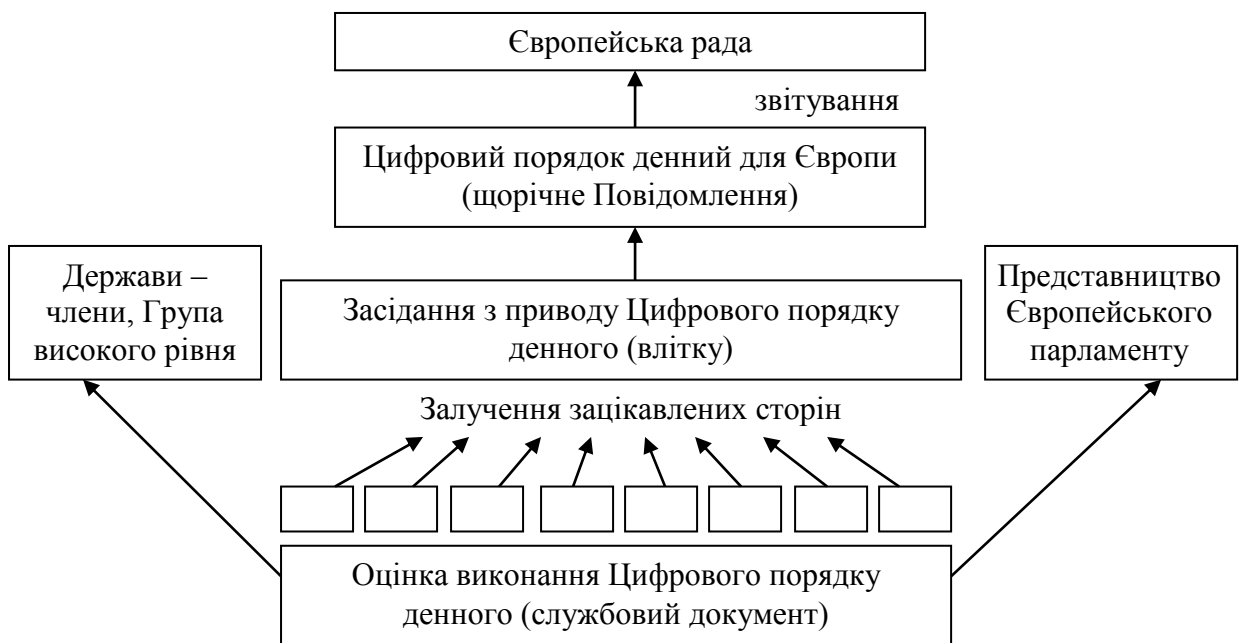 Європейська рада
звітування
Цифровий порядок денний для Європи
(щорічне Повідомлення)
Держави –
члени, Група
високого рівня
Засідання з приводу Цифрового порядку
денного (влітку)
Представництво
Європейського
парламенту
Залучення зацікавлених сторін
Оцінка виконання Цифрового порядку
денного (службовий документ)